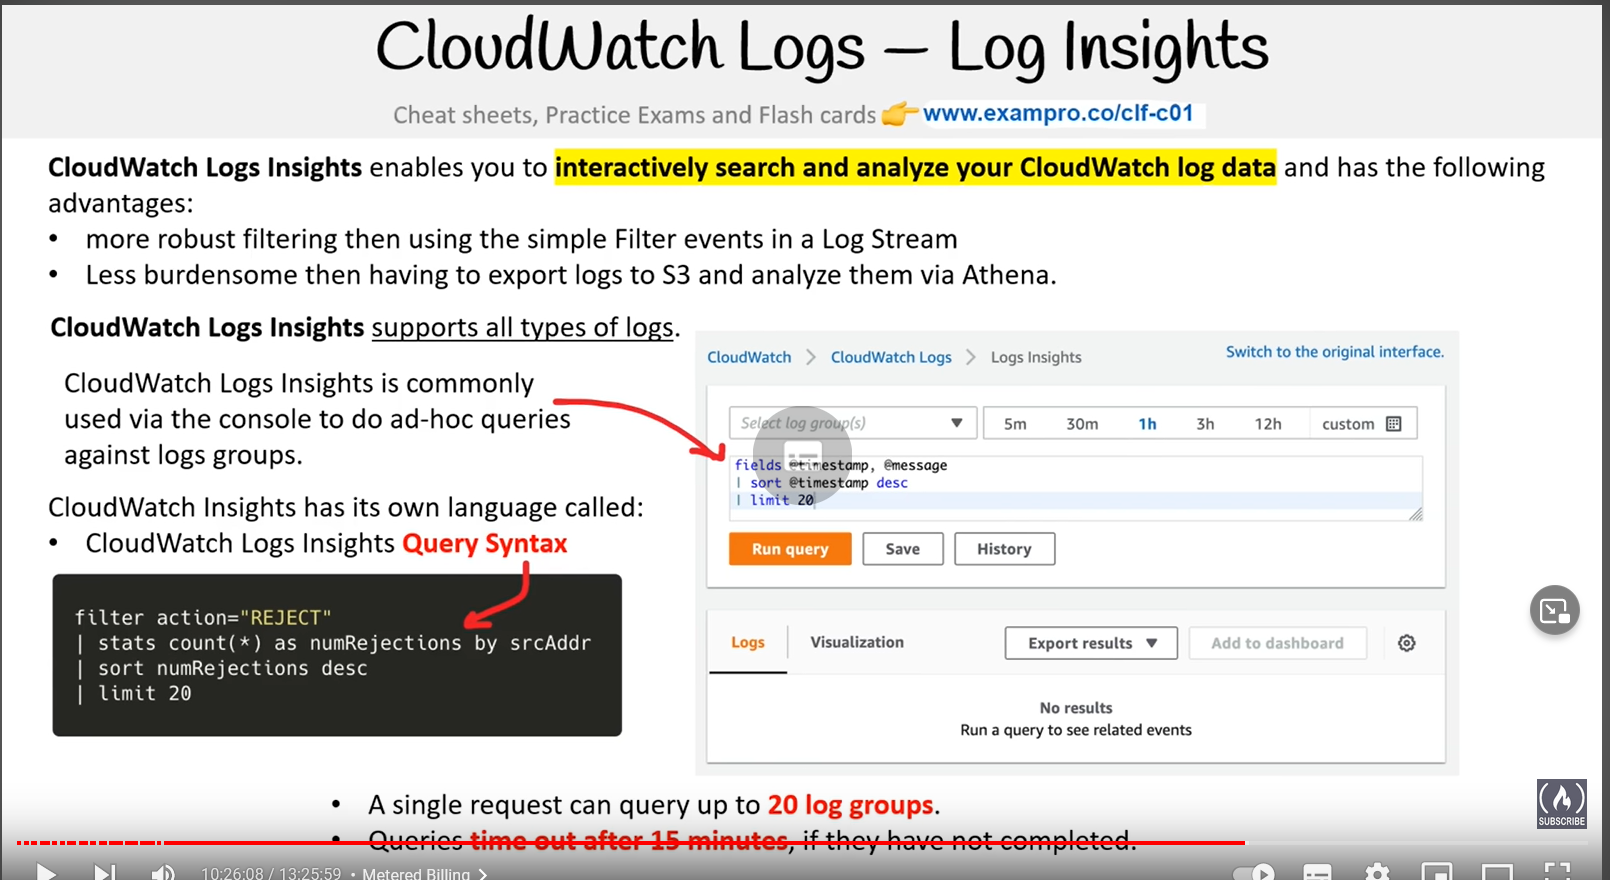 CloudWatch Logs – Log Insights
Cheat sheets, Practice Exams and Flash cards 👉 www.exampro.co/clf-c01
CloudWatch Logs Insights enables you to interactively search and analyze your CloudWatch log data and has the following
advantages:
• more robust filtering then using the simple Filter events in a Log Stream
• Less burdensome then having to export logs to S3 and analyze them via Athena.
CloudWatch Logs Insights supports all types of logs.
CloudWatch Logs Insights is commonly
used via the console to do ad-hoc queries
against logs groups.
CloudWatch Insights has its own language called:
• CloudWatch Logs Insights Query Syntax
filter action="REJECT"
| stats count(*) as numRejections by srcAddr
| sort numRejections desc
| limit 20
CloudWatch > CloudWatch Logs > Logs Insights
Switch to the original interface.
Select log group(s)
5m 30m 1h 3h 12h custom
fields @timestamp, @message
| sort @timestamp desc
| limit 20
Run query Save History
Logs Visualization Export results Add to dashboard
No results
Run a query to see related events
• A single request can query up to 20 log groups.
• Queries time out after 15 minutes, if they have not completed.
SUBSCRIBE
10:26:08 / 13:25:59 • Metered Billing >